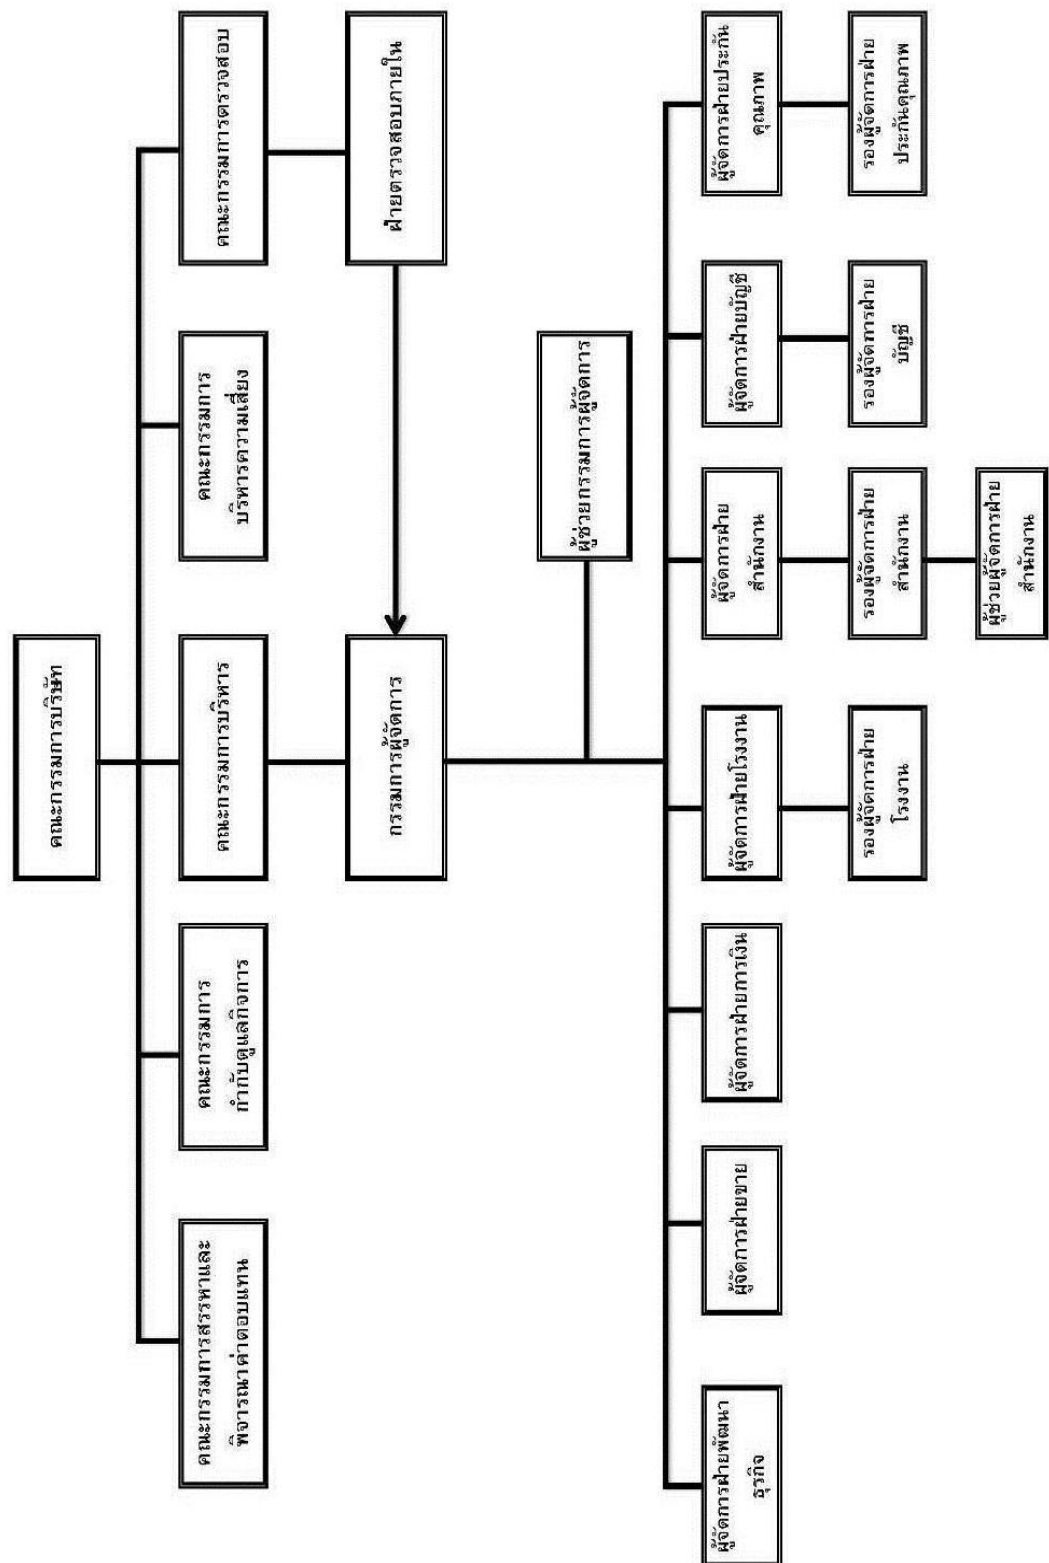 คณะกรรมการบริษัท
คณะกรรมการสรรหาและ
พิจารณาค่าตอบแทน
คณะกรรมการ
กำกับดูแลกิจการ
คณะกรรมการบริหาร
คณะกรรมการ
บริหารความเสี่ยง
คณะกรรมการตรวจสอบ
กรรมการผู้จัดการ
ฝ่ายตรวจสอบภายใน
ผู้ช่วยกรรมการผู้จัดการ
ผู้จัดการฝ่ายพัฒนา
ธุรกิจ
ผู้จัดการฝ่ายขาย
ผู้จัดการฝ่ายการเงิน
ผู้จัดการฝ่ายโรงงาน
ผู้จัดการฝ่าย
สำนักงาน
ผู้จัดการฝ่ายบัญชี
ผู้จัดการฝ่ายประกัน
คุณภาพ
รองผู้จัดการฝ่าย
โรงงาน
รองผู้จัดการฝ่าย
สำนักงาน
รองผู้จัดการฝ่าย
บัญชี
รองผู้จัดการฝ่าย
ประกันคุณภาพ
ผู้ช่วยผู้จัดการฝ่าย
สำนักงาน